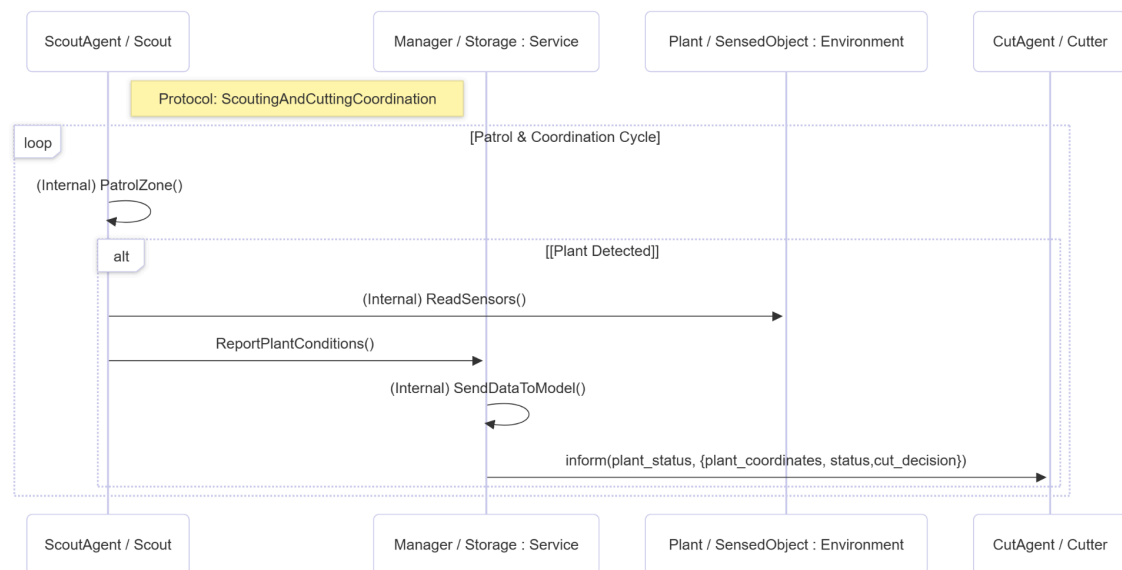 ScoutAgent / Scout
Manager / Storage : Service
Plant / SensedObject : Environment
CutAgent / Cutter
Protocol: ScoutingAndCuttingCoordination
loop
[Patrol & Coordination Cycle]
(Internal) PatrolZone()
alt
[[Plant Detected]]
(Internal) ReadSensors()
ReportPlantConditions()
(Internal) SendDataToModel()
inform(plant_status, {plant_coordinates, status,cut_decision})
ScoutAgent / Scout
Manager / Storage : Service
Plant / SensedObject : Environment
CutAgent / Cutter